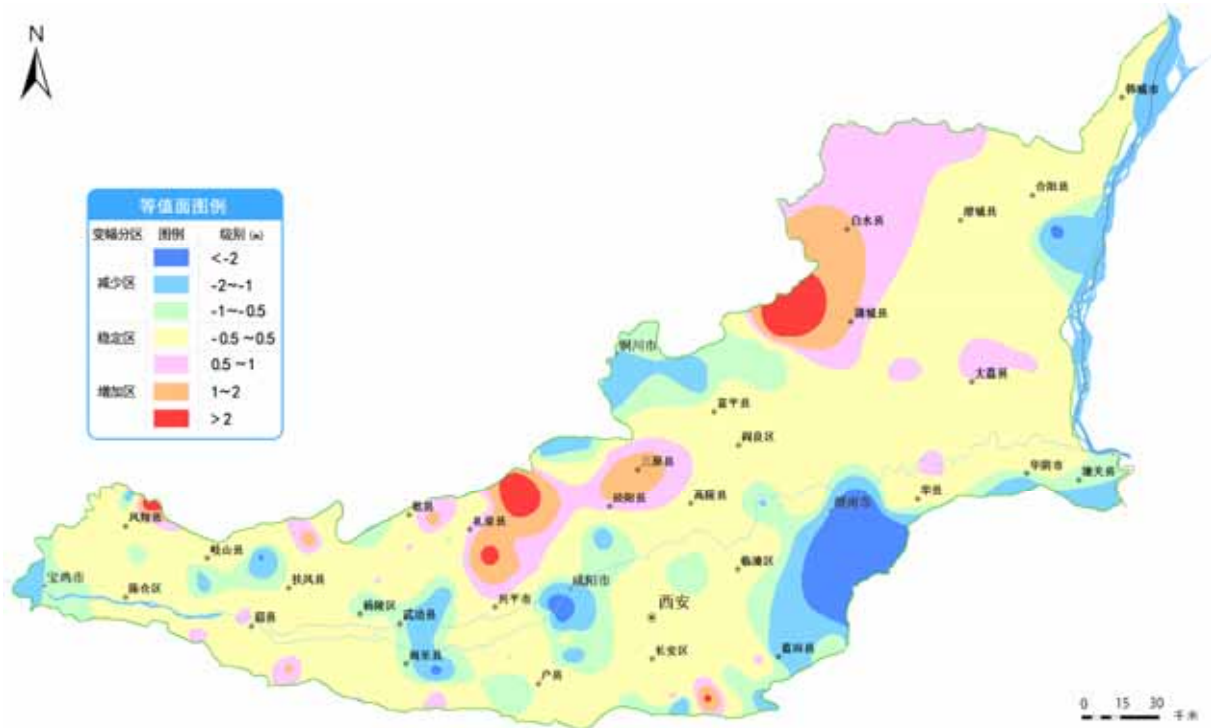 N
等值面图例
变幅分区 图例 级别 (m)
<-2
减少区 -2~-1
-1~-0.5
稳定区 -0.5~0.5
0.5~1
增加区 1~2
>2
韩城市
合阳县
澄城县
白水县
蒲城县
大荔县
铜川市
富平县
阎良区
三原县
泾阳县
高陵县
华阴市
潼关县
华县
渭南市
临潼区
蓝田县
西安
长安区
咸阳市
户县
兴平市
礼泉县
乾县
武功县
周至县
杨陵区
扶风县
眉县
岐山县
凤翔县
陈仓区
宝鸡市
0 15 30
千米